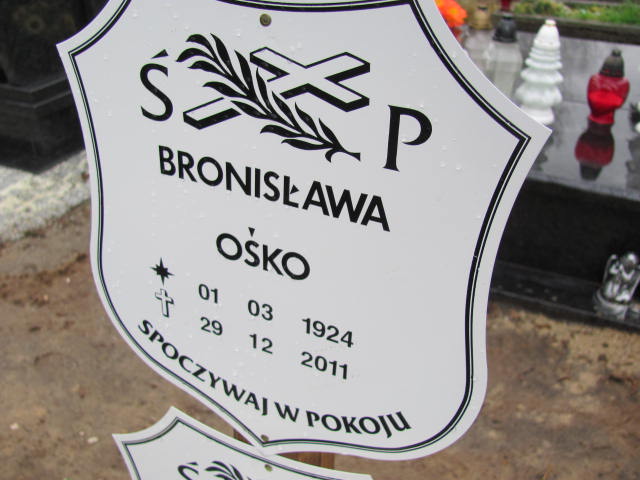 Ś P
BRONISŁAWA
OŚKO
01 03 1924
29 12 2011
SPOCZYWAJ W POKOJU
Ś